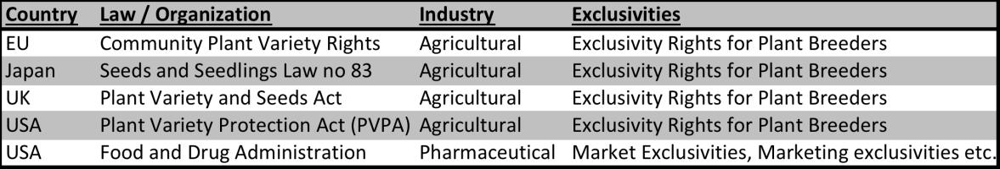 Country Law / Organization Industry Exclusivities
EU Community Plant Variety Rights Agricultural Exclusivity Rights for Plant Breeders
Japan Seeds and Seedlings Law no 83 Agricultural Exclusivity Rights for Plant Breeders
UK Plant Variety and Seeds Act Agricultural Exclusivity Rights for Plant Breeders
USA Plant Variety Protection Act (PVPA) Agricultural Exclusivity Rights for Plant Breeders
USA Food and Drug Administration Pharmaceutical Market Exclusivities, Marketing exclusivities etc.